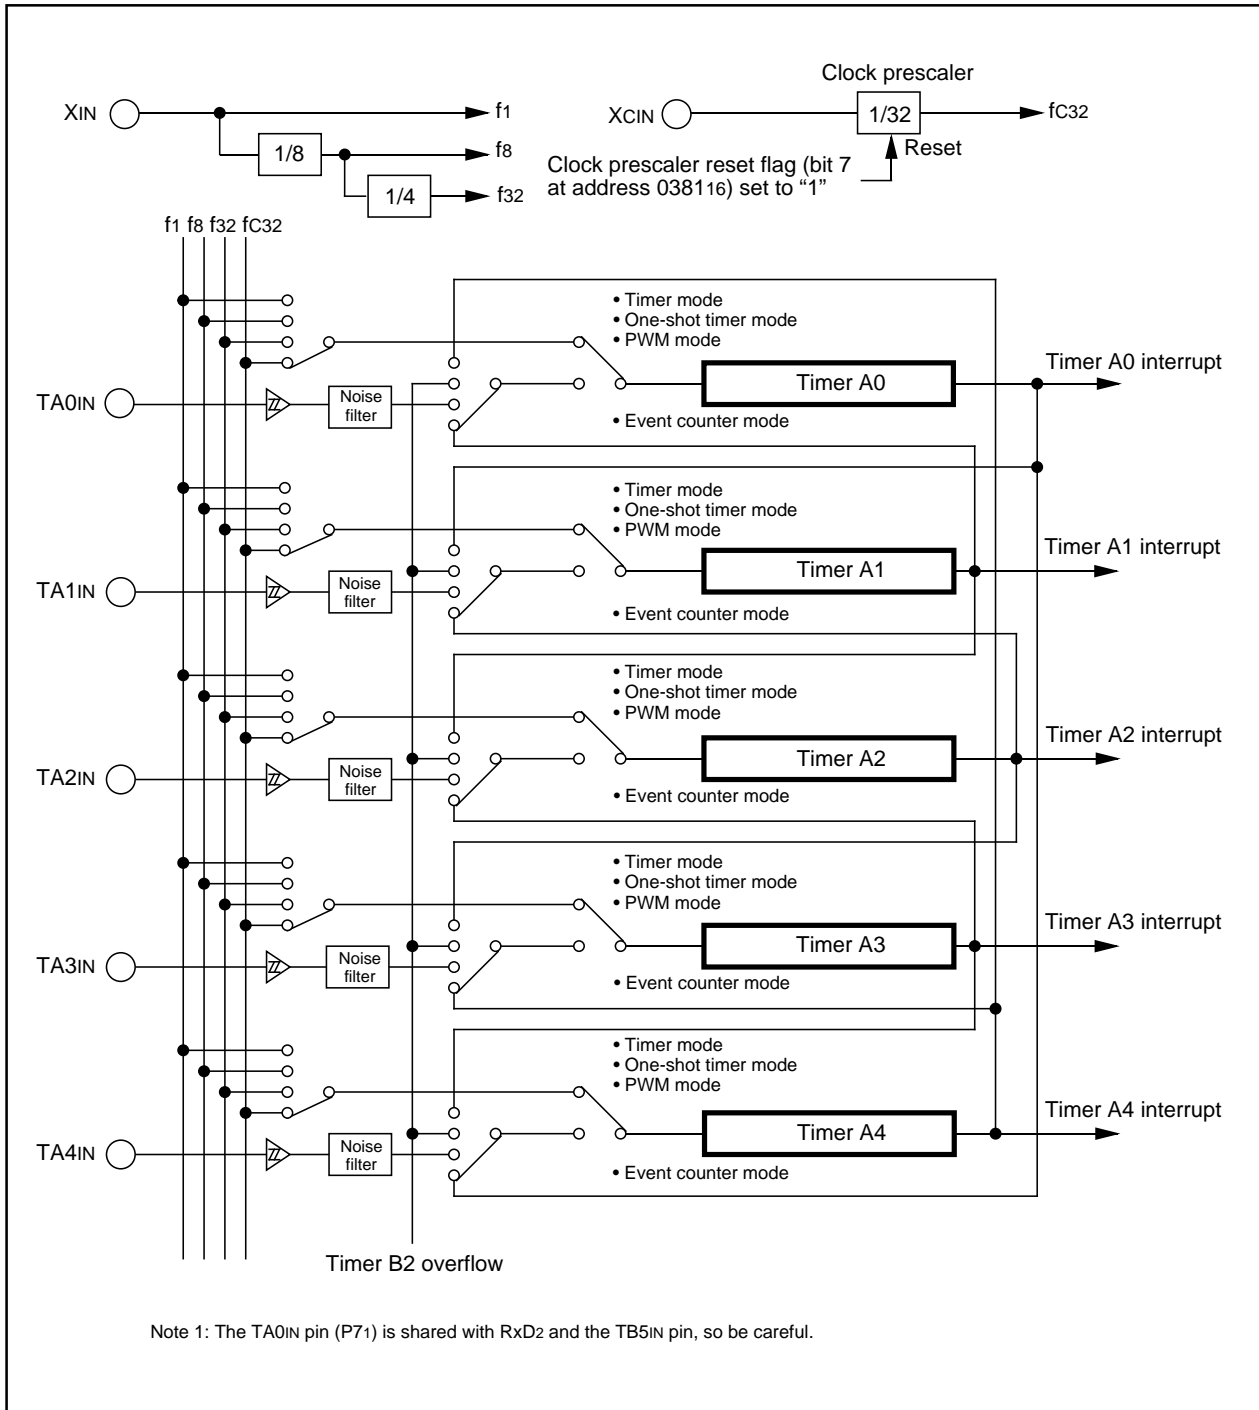 Clock prescaler
XIN
f1
XCIN
1/32
fC32
1/8
f8
Reset
Clock prescaler reset flag (bit 7
at address 038116) set to “1”
1/4
f32
f1 f8 f32 fC32
• Timer mode
• One-shot timer mode
• PWM mode
Timer A0 interrupt
Timer A0
TA0IN
Noise
filter
• Event counter mode
• Timer mode
• One-shot timer mode
• PWM mode
Timer A1 interrupt
Timer A1
TA1IN
Noise
filter
• Event counter mode
• Timer mode
• One-shot timer mode
• PWM mode
Timer A2 interrupt
Timer A2
TA2IN
Noise
filter
• Event counter mode
• Timer mode
• One-shot timer mode
• PWM mode
Timer A3 interrupt
Timer A3
TA3IN
Noise
filter
• Event counter mode
• Timer mode
• One-shot timer mode
• PWM mode
Timer A4 interrupt
Timer A4
TA4IN
Noise
filter
• Event counter mode
Timer B2 overflow
Note 1: The TA0IN pin (P71) is shared with RxD2 and the TB5IN pin, so be careful.